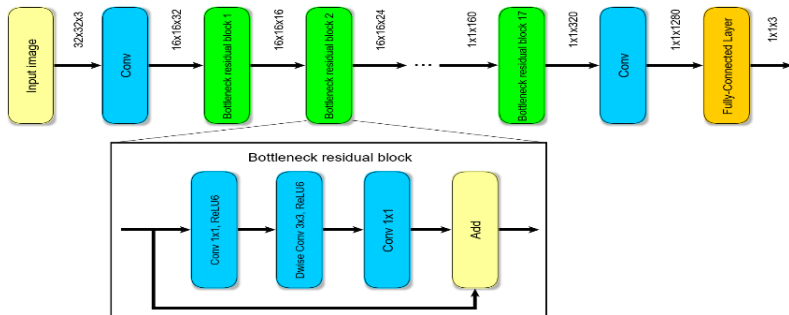 Input image
32x32x3
Conv
16x16x32
Bottleneck residual block 1
16x16x16
Bottleneck residual block 2
16x16x24
...
1x1x160
Bottleneck residual block 17
1x1x320
Conv
1x1x1280
Fully-Connected Layer
1x1x3
Bottleneck residual block
Conv 1x1, ReLU6
Dwise Conv 3x3, ReLU6
Conv 1x1
Add